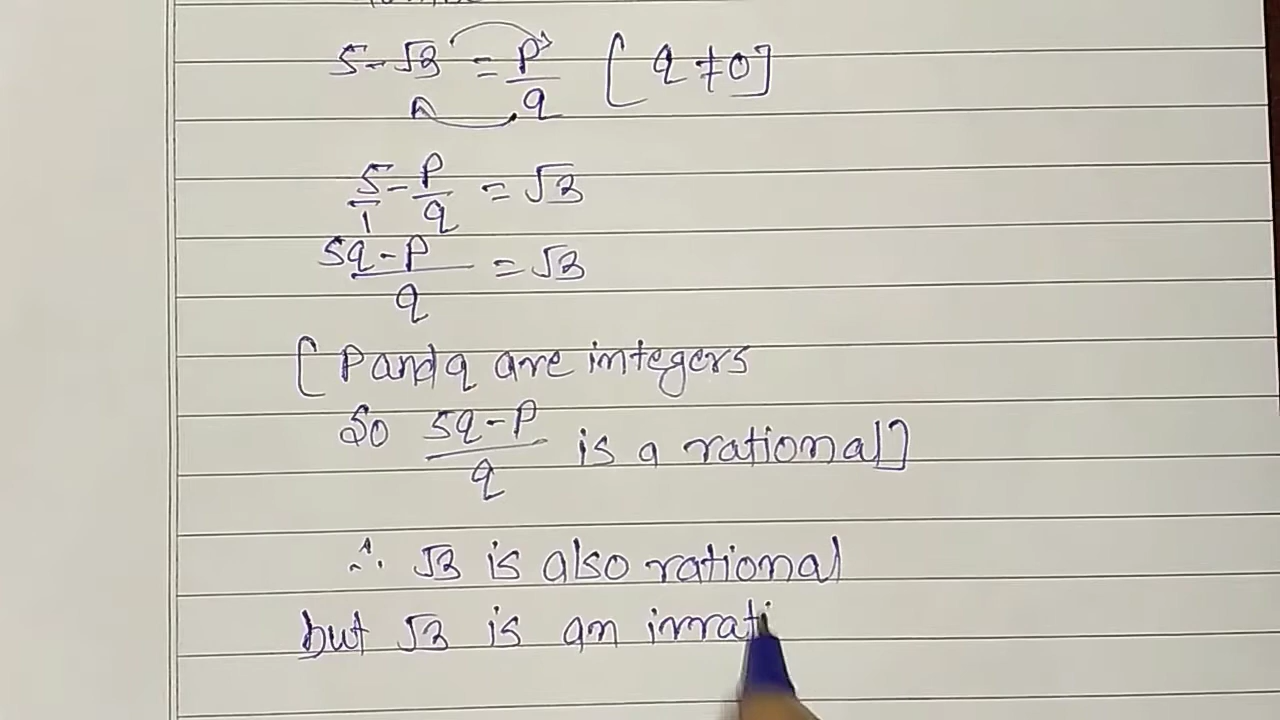 5-√3 = P/q [q ≠ 0]
5/1 - P/q = √3
5q-P/q = √3
[P and q are integers
So 5q-P/q is a rational]
∴ √3 is also rational
but √3 is an irrati